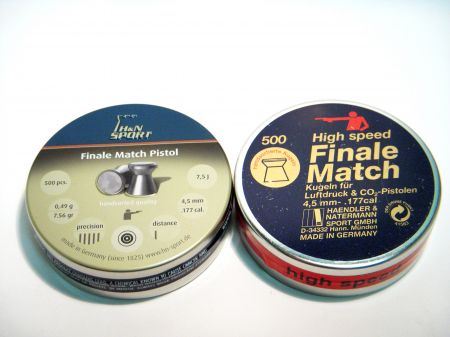 H&N
SPORT
Finale Match Pistol
500 pcs.
7,5 J
handsorted quality
0,49 g
7,56 gr
4,5 mm
.177 cal.
precision
distance
made in Germany (since 1825) www.hn-sport.de
500
High speed
Finale
Match
Kugeln für
Luftdruck & CO₂-Pistolen
4,5 mm- .177cal.
HAENDLER &
NATERMANN
SPORT GMBH
D-34332 Hann. Münden
MADE IN GERMANY
high speed